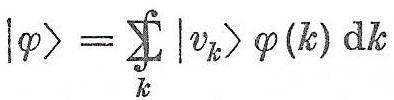 |φ⟩ = ⨋ₖ |vₖ⟩ φ(k) dk